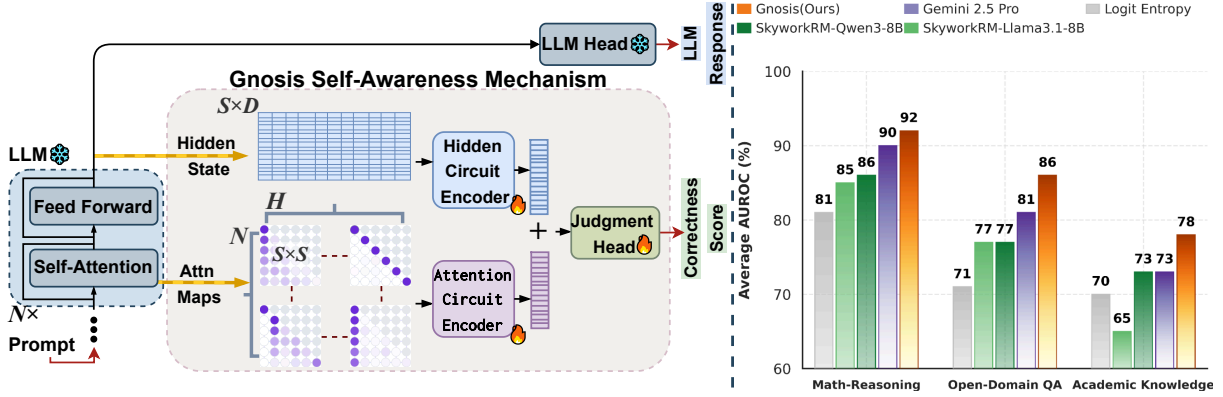 LLM Head
LLM
Response
Gnosis Self-Awareness Mechanism
S×D
LLM
Hidden
State
Hidden
Circuit
Encoder
Feed Forward
H
N
S×S
Self-Attention
Attn
Maps
+
Judgment
Head
Correctness
Score
Attention
Circuit
Encoder
N×
Prompt
Gnosis(Ours)
Gemini 2.5 Pro
Logit Entropy
SkyworkRM-Qwen3-8B
SkyworkRM-Llama3.1-8B
Average AUROC (%)
100
90
80
70
60
81
85
86
90
92
71
77
77
81
86
70
65
73
73
78
Math-Reasoning
Open-Domain QA
Academic Knowledge